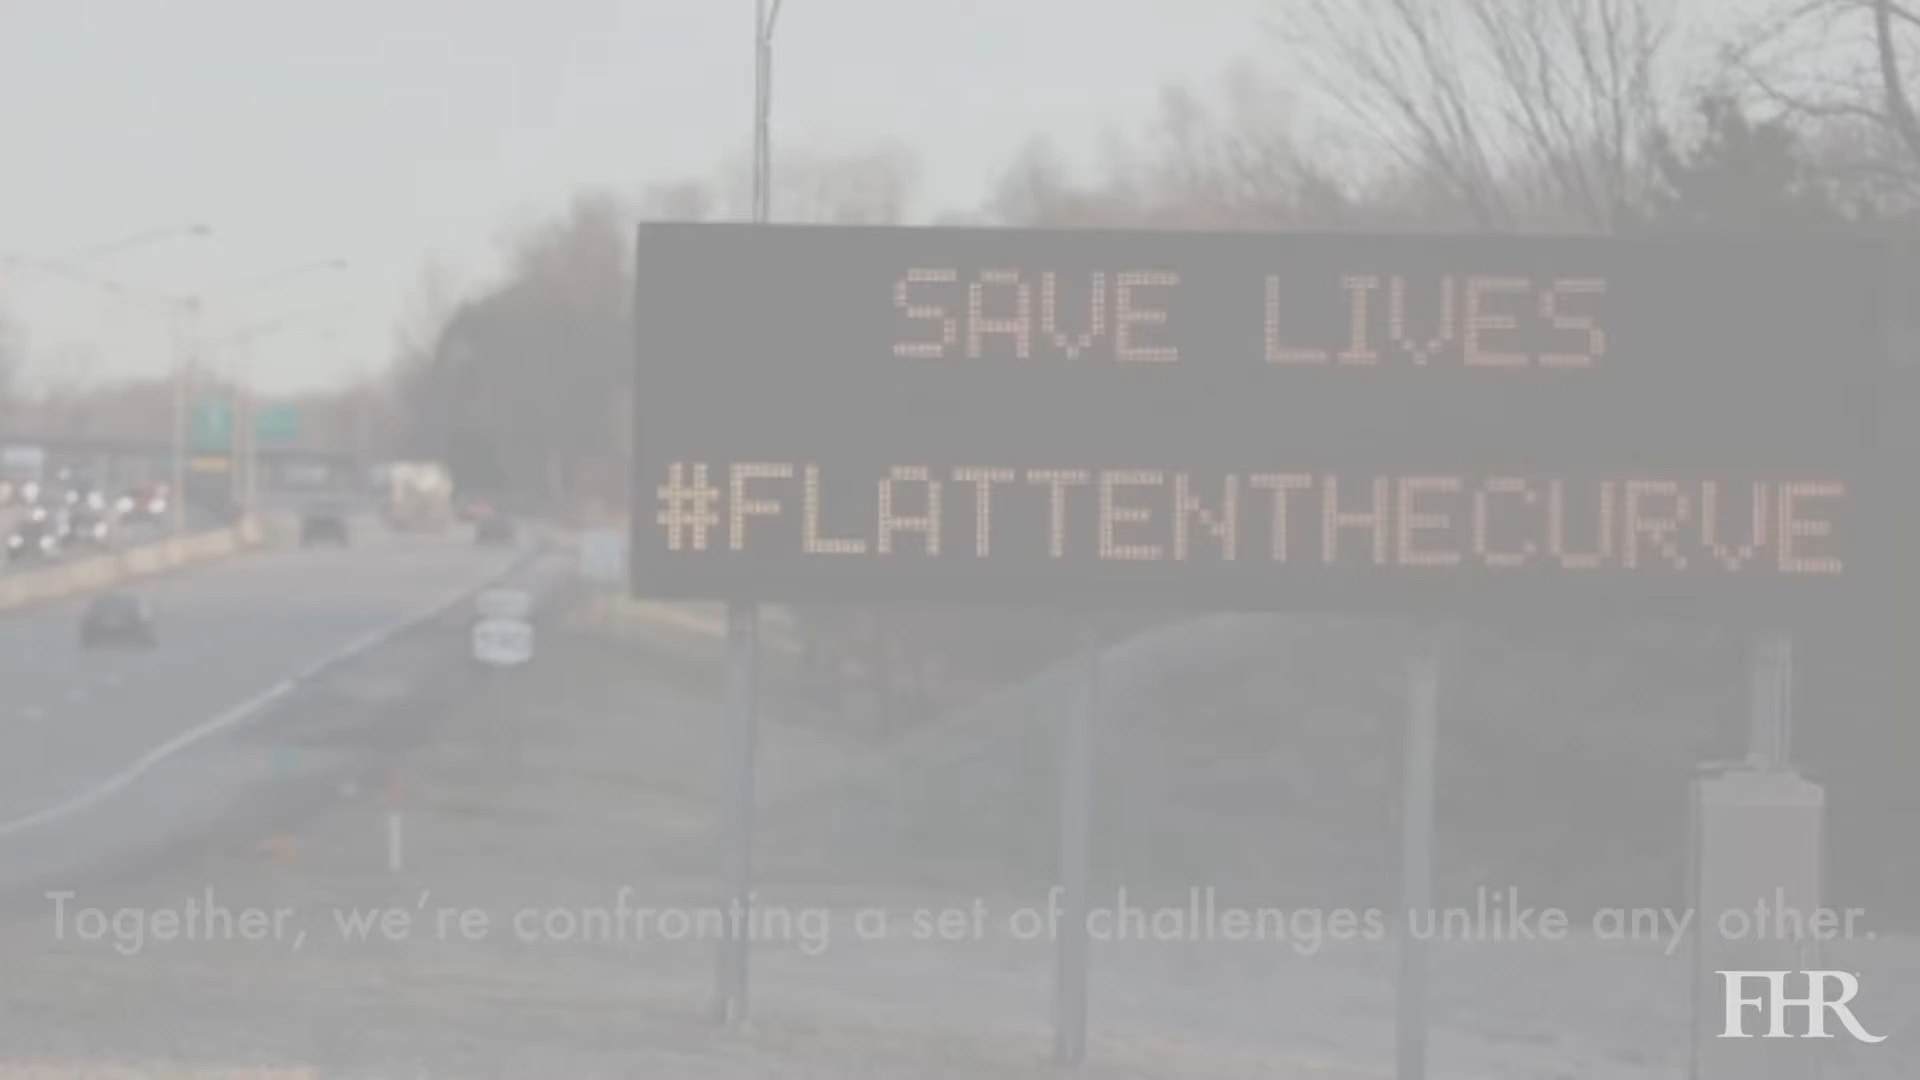 SAVE LIVES
#FLATTENTHECURVE
Together, we're confronting a set of challenges unlike any other.
FHR